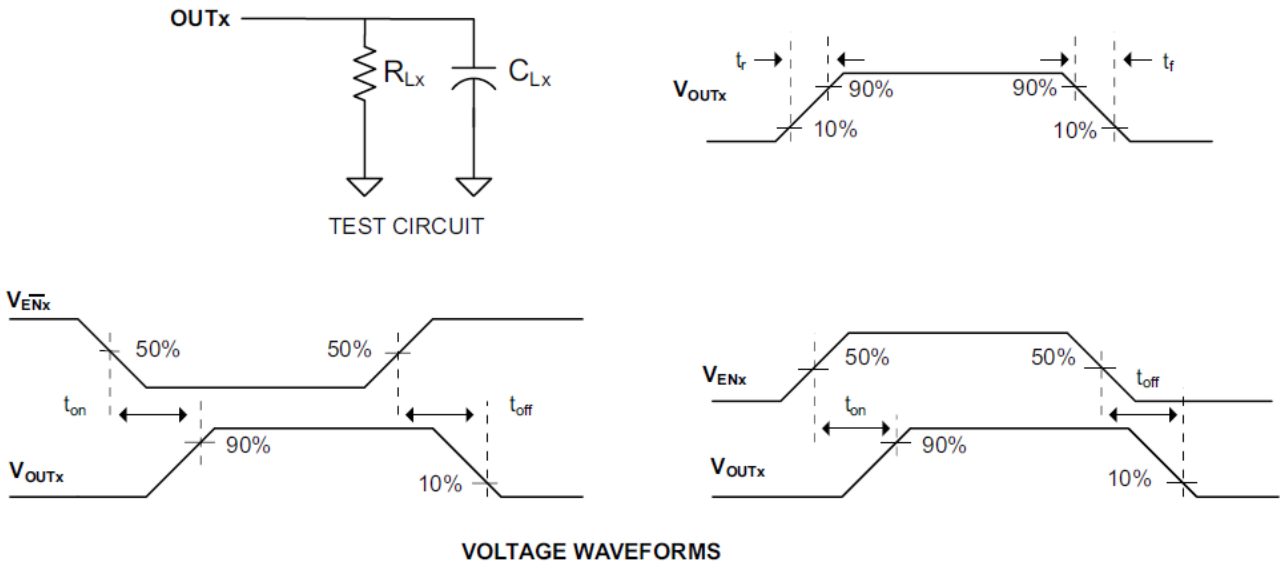 OUTx
RLx
CLx
TEST CIRCUIT
tr
tf
VOUTx
90%
90%
10%
10%
VEN̅x
50%
50%
ton
toff
VOUTx
90%
10%
VENx
50%
50%
toff
ton
VOUTx
90%
10%
VOLTAGE WAVEFORMS